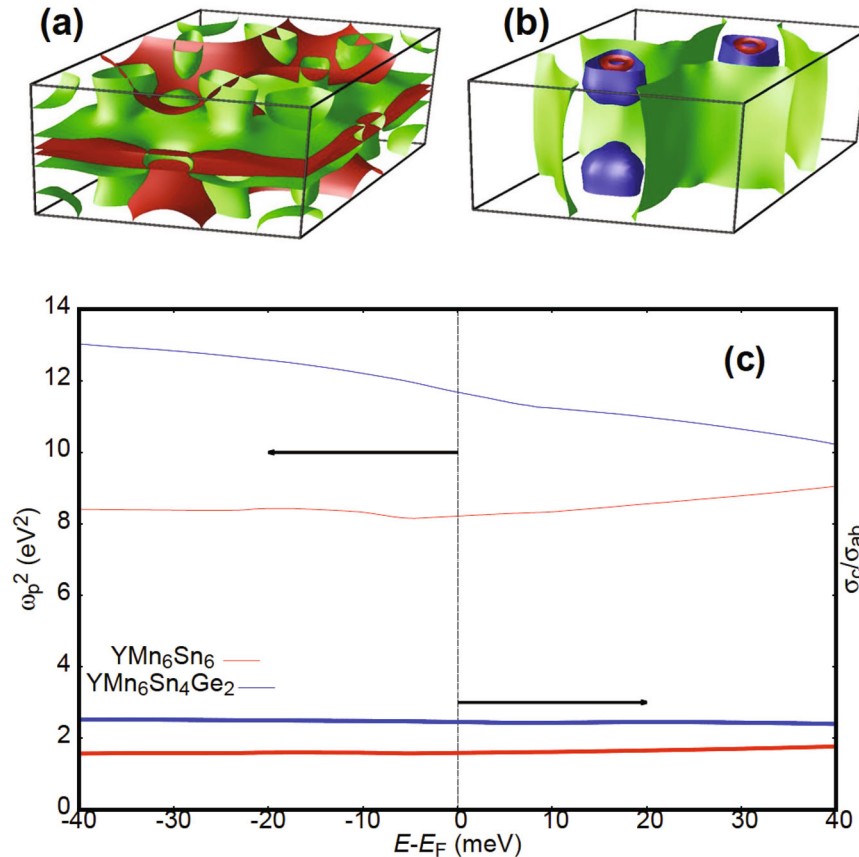 (a)
(b)
(c)
14
12
10
8
6
4
2
0
ωp² (eV²)
σc/σab
YMn₆Sn₆
YMn₆Sn₄Ge₂
-40 -30 -20 -10 0 10 20 30 40
E-EF (meV)